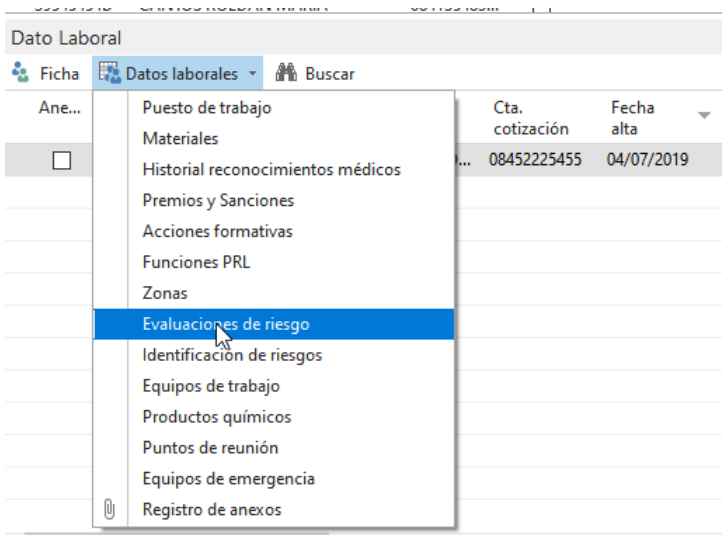 Dato Laboral
Ficha Datos laborales Buscar
Ane... Cta. cotización Fecha alta
Puesto de trabajo
Materiales
Historial reconocimientos médicos
... 08452225455 04/07/2019
Premios y Sanciones
Acciones formativas
Funciones PRL
Zonas
Evaluaciones de riesgo
Identificación de riesgos
Equipos de trabajo
Productos químicos
Puntos de reunión
Equipos de emergencia
Registro de anexos